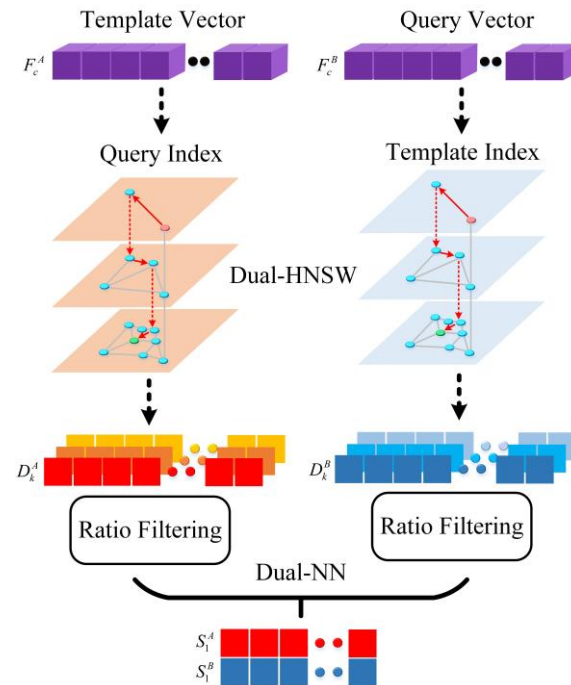 Template Vector
Query Vector
F_c^A
F_c^B
Query Index
Template Index
Dual-HNSW
D_k^A
D_k^B
Ratio Filtering
Ratio Filtering
Dual-NN
S_1^A
S_1^B